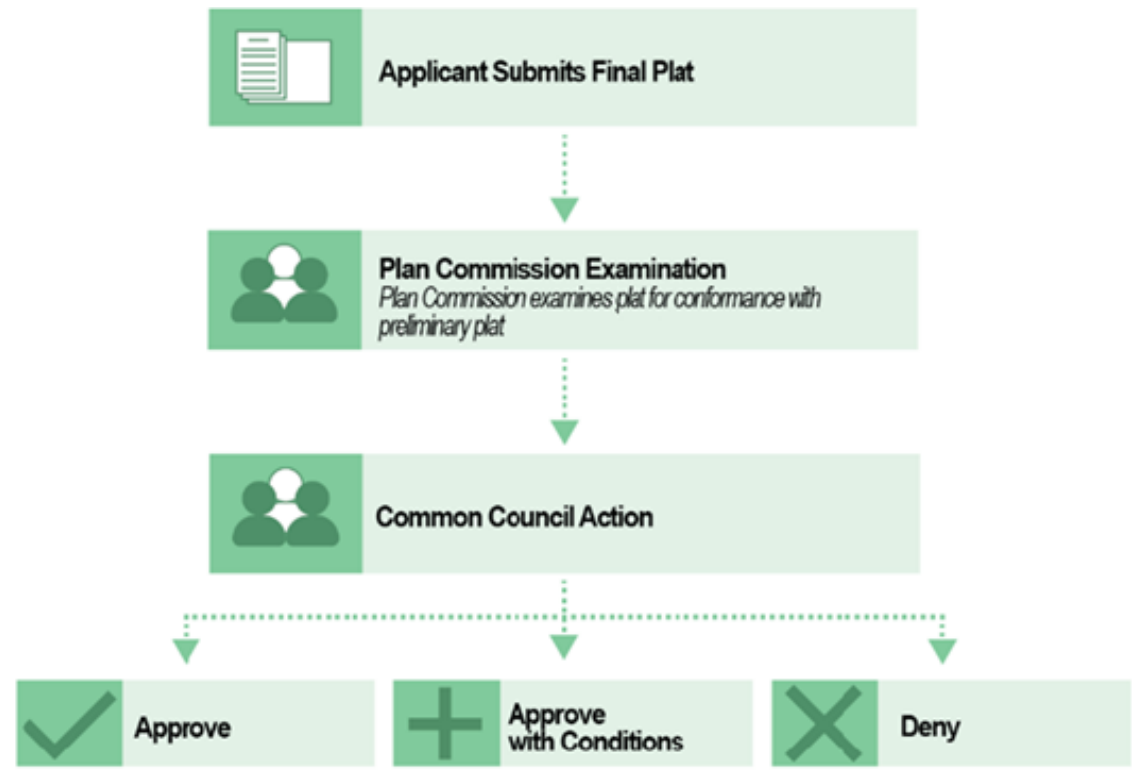 Applicant Submits Final Plat
Plan Commission Examination
Plan Commission examines plat for conformance with
preliminary plat
Common Council Action
Approve
Approve
with Conditions
Deny